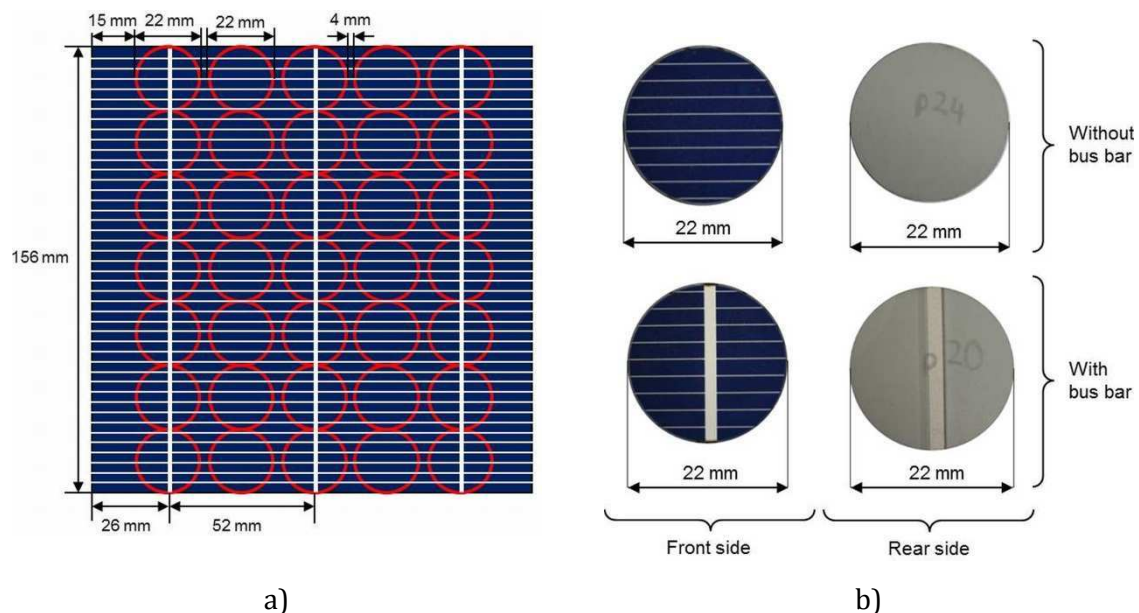 15 mm 22 mm 22 mm 4 mm
156 mm
26 mm 52 mm
a)
p24
22 mm 22 mm
Without
bus bar
p 20
22 mm 22 mm
With
bus bar
Front side Rear side
b)